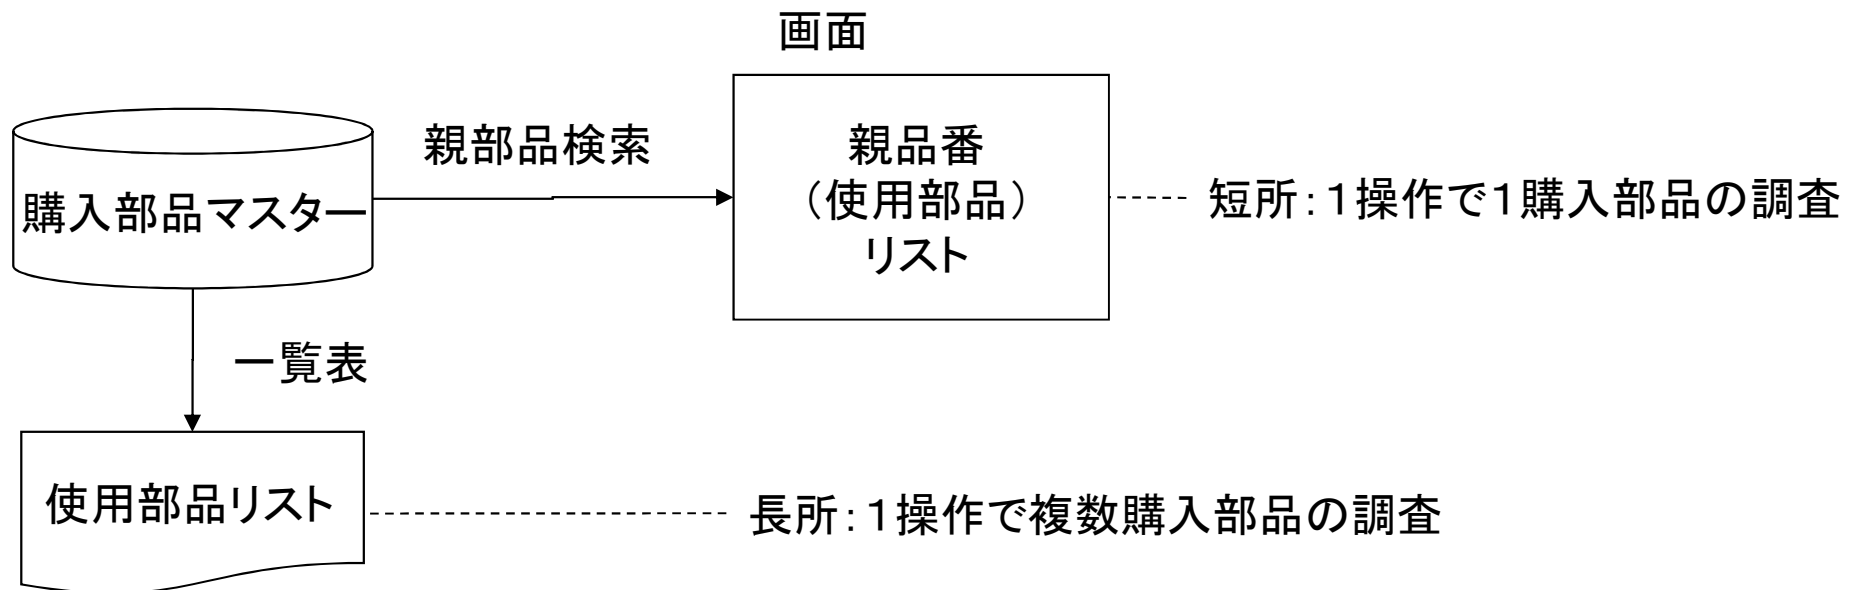 画面
親部品検索
親品番
（使用部品）
リスト
購入部品マスター
短所：１操作で１購入部品の調査
一覧表
使用部品リスト
長所：１操作で複数購入部品の調査